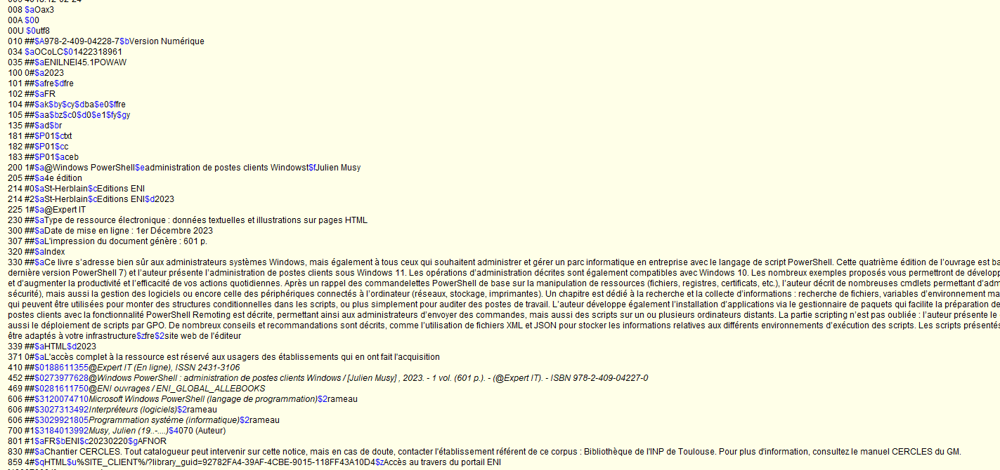 008 $aOax3
00A $00
00U $0utf8
010 ##$A978-2-409-04228-7$bVersion Numérique
034 $aOCoLC$01422318961
035 ##$aENILNEI45.1POWAW
100 0#$a2023
101 ##$afre$dfre
102 ##$aFR
104 ##$ak$by$cy$dba$e0$ffre
105 ##$aa$bz$c0$d0$e1$fy$gy
135 ##$ad$br
181 ##$P01$ctxt
182 ##$P01$cc
183 ##$P01$aceb
200 1#$a@Windows PowerShell$eadministration de postes clients Windowst$fJulien Musy
205 ##$a4e édition
214 #0$aSt-Herblain$cEditions ENI
214 #2$aSt-Herblain$cEditions ENI$d2023
225 1#$a@Expert IT
230 ##$aType de ressource électronique : données textuelles et illustrations sur pages HTML
300 ##$aDate de mise en ligne : 1er Décembre 2023
307 ##$aL'impression du document génère : 601 p.
320 ##$aIndex
330 ##$aCe livre s'adresse bien sûr aux administrateurs systèmes Windows, mais également à tous ceux qui souhaitent administrer et gérer un parc informatique en entreprise avec le langage de script PowerShell. Cette quatrième édition de l'ouvrage est ba
dernière version PowerShell 7) et l'auteur présente l'administration de postes clients sous Windows 11. Les opérations d'administration décrites sont également compatibles avec Windows 10. Les nombreux exemples proposés vous permettront de dévelop
et d'augmenter la productivité et l'efficacité de vos actions quotidiennes. Après un rappel des commandelettes PowerShell de base sur la manipulation de ressources (fichiers, registres, certificats, etc.), l'auteur décrit de nombreuses cmdlets permettant d'adm
sécurité), mais aussi la gestion des logiciels ou encore celle des périphériques connectés à l'ordinateur (réseaux, stockage, imprimantes). Un chapitre est dédié à la recherche et la collecte d'informations : recherche de fichiers, variables d'environnement ma
qui peuvent être utilisées pour monter des structures conditionnelles dans les scripts, ou plus simplement pour auditer des postes de travail. L'auteur développe également l'installation d'applications via le gestionnaire de paquets qui facilite la préparation de
postes clients avec la fonctionnalité PowerShell Remoting est décrite, permettant ainsi aux administrateurs d'envoyer des commandes, mais aussi des scripts sur un ou plusieurs ordinateurs distants. La partie scripting n'est pas oubliée : l'auteur présente le
aussi le déploiement de scripts par GPO. De nombreux conseils et recommandations sont décrits, comme l'utilisation de fichiers XML et JSON pour stocker les informations relatives aux différents environnements d'exécution des scripts. Les scripts présentés
être adaptés à votre infrastructure$zfre$2site web de l'éditeur
339 ##$aHTML$d2023
371 0#$aL'accès complet à la ressource est réservé aux usagers des établissements qui en ont fait l'acquisition
410 ##$0188611355@Expert IT (En ligne), ISSN 2431-3106
452 ##$0273977628@Windows PowerShell : administration de postes clients Windows / [Julien Musy] , 2023. - 1 vol. (601 p.). - (@Expert IT). - ISBN 978-2-409-04227-0
469 ##$0281611750@ENI ouvrages / ENI_GLOBAL_ALLEBOOKS
606 ##$3120074710Microsoft Windows PowerShell (langage de programmation)$2rameau
606 ##$3027313492Interpréteurs (logiciels)$2rameau
606 ##$3029921805Programmation système (informatique)$2rameau
700 #1$3184013992Musy, Julien (19..-....)$4070 (Auteur)
801 #1$aFR$bENI$c20230220$gAFNOR
830 ##$aChantier CERCLES. Tout catalogueur peut intervenir sur cette notice, mais en cas de doute, contacter l'établissement référent de ce corpus : Bibliothèque de l'INP de Toulouse. Pour plus d'information, consultez le manuel CERCLES du GM.
859 4#$qHTML$u%SITE_CLIENT%/?library_guid=92782FA4-39AF-4CBE-9015-118FF43A10D4$zAccès au travers du portail ENI